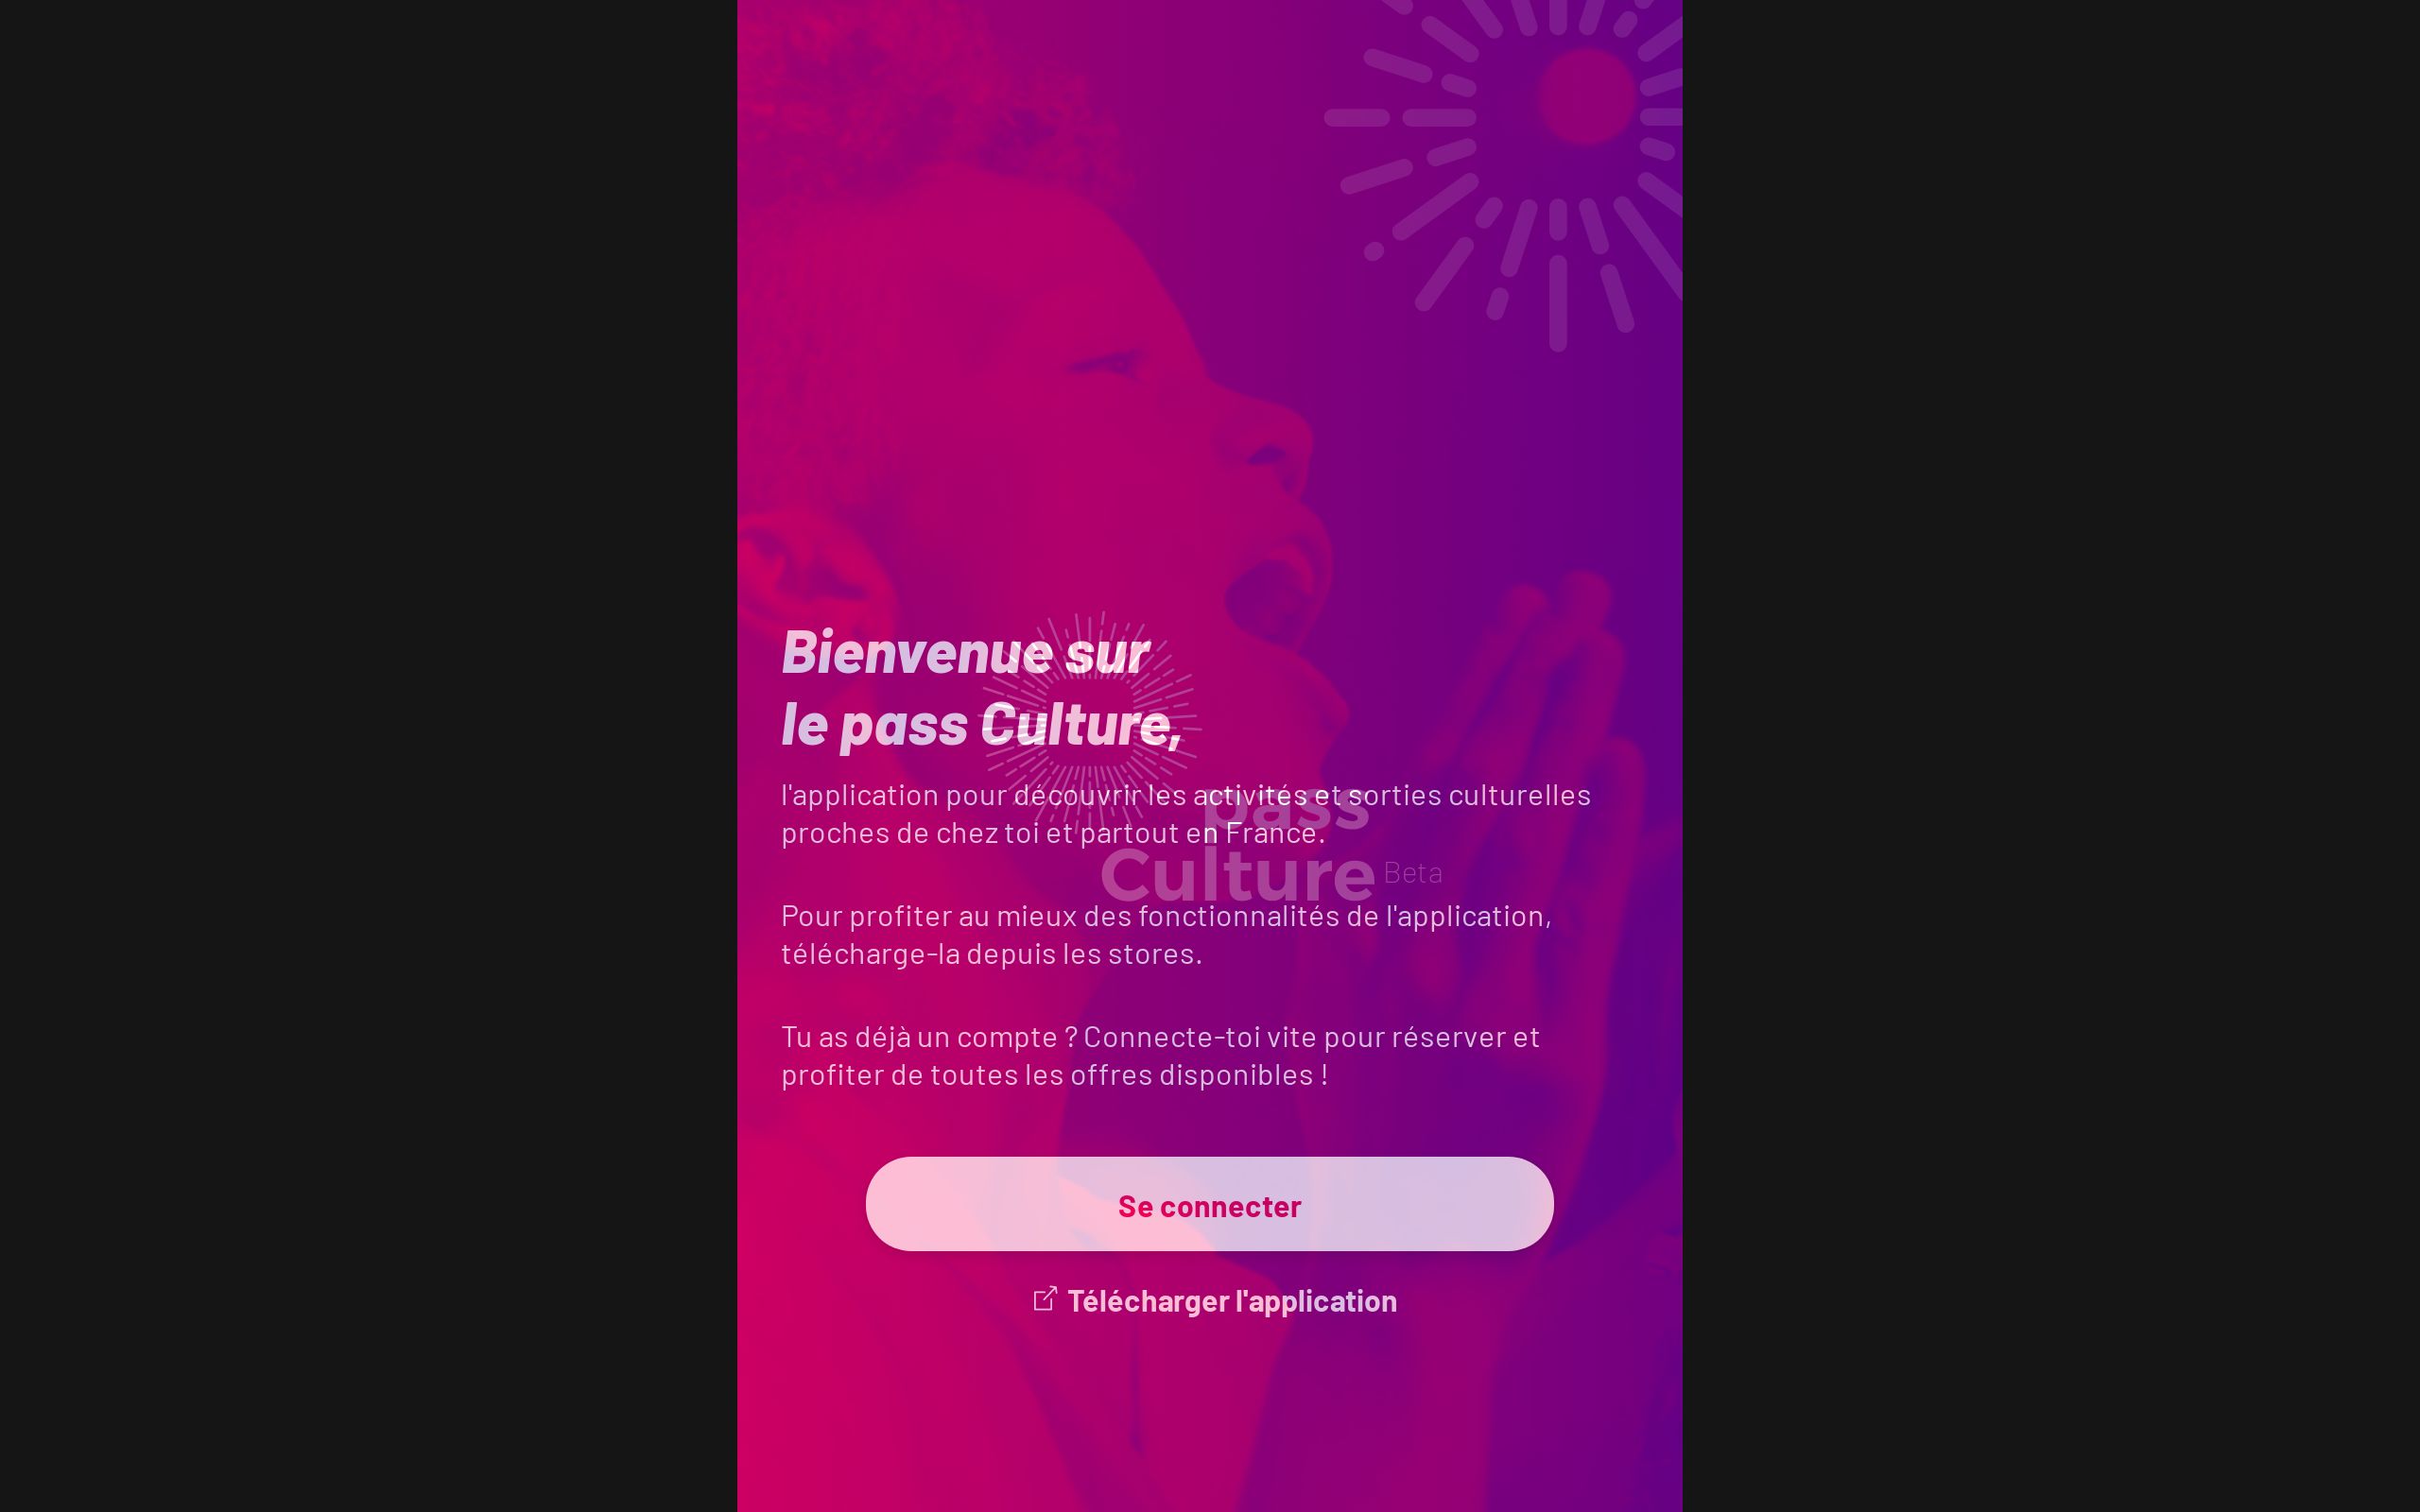 Bienvenue sur
le pass Culture,
l'application pour découvrir les activités et sorties culturelles
proches de chez toi et partout en France.
pass
Culture Beta
Pour profiter au mieux des fonctionnalités de l'application,
télécharge-la depuis les stores.
Tu as déjà un compte ? Connecte-toi vite pour réserver et
profiter de toutes les offres disponibles !
Se connecter
Télécharger l'application